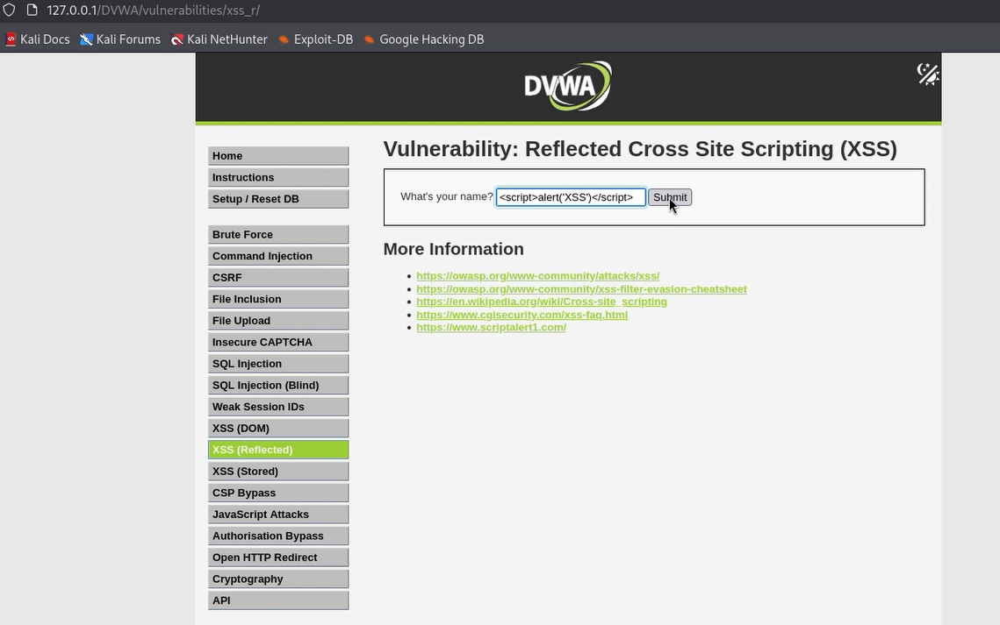 127.0.0.1/DVWA/vulnerabilities/xss_r/
Kali Docs Kali Forums Kali NetHunter Exploit-DB Google Hacking DB
DVWA
Vulnerability: Reflected Cross Site Scripting (XSS)
What's your name? <script>alert('XSS')</script> Submit
More Information
https://owasp.org/www-community/attacks/xss/
https://owasp.org/www-community/xss-filter-evasion-cheatsheet
https://en.wikipedia.org/wiki/Cross-site_scripting
https://www.cgisecurity.com/xss-faq.html
https://www.scriptalert1.com/
Home
Instructions
Setup / Reset DB
Brute Force
Command Injection
CSRF
File Inclusion
File Upload
Insecure CAPTCHA
SQL Injection
SQL Injection (Blind)
Weak Session IDs
XSS (DOM)
XSS (Reflected)
XSS (Stored)
CSP Bypass
JavaScript Attacks
Authorisation Bypass
Open HTTP Redirect
Cryptography
API